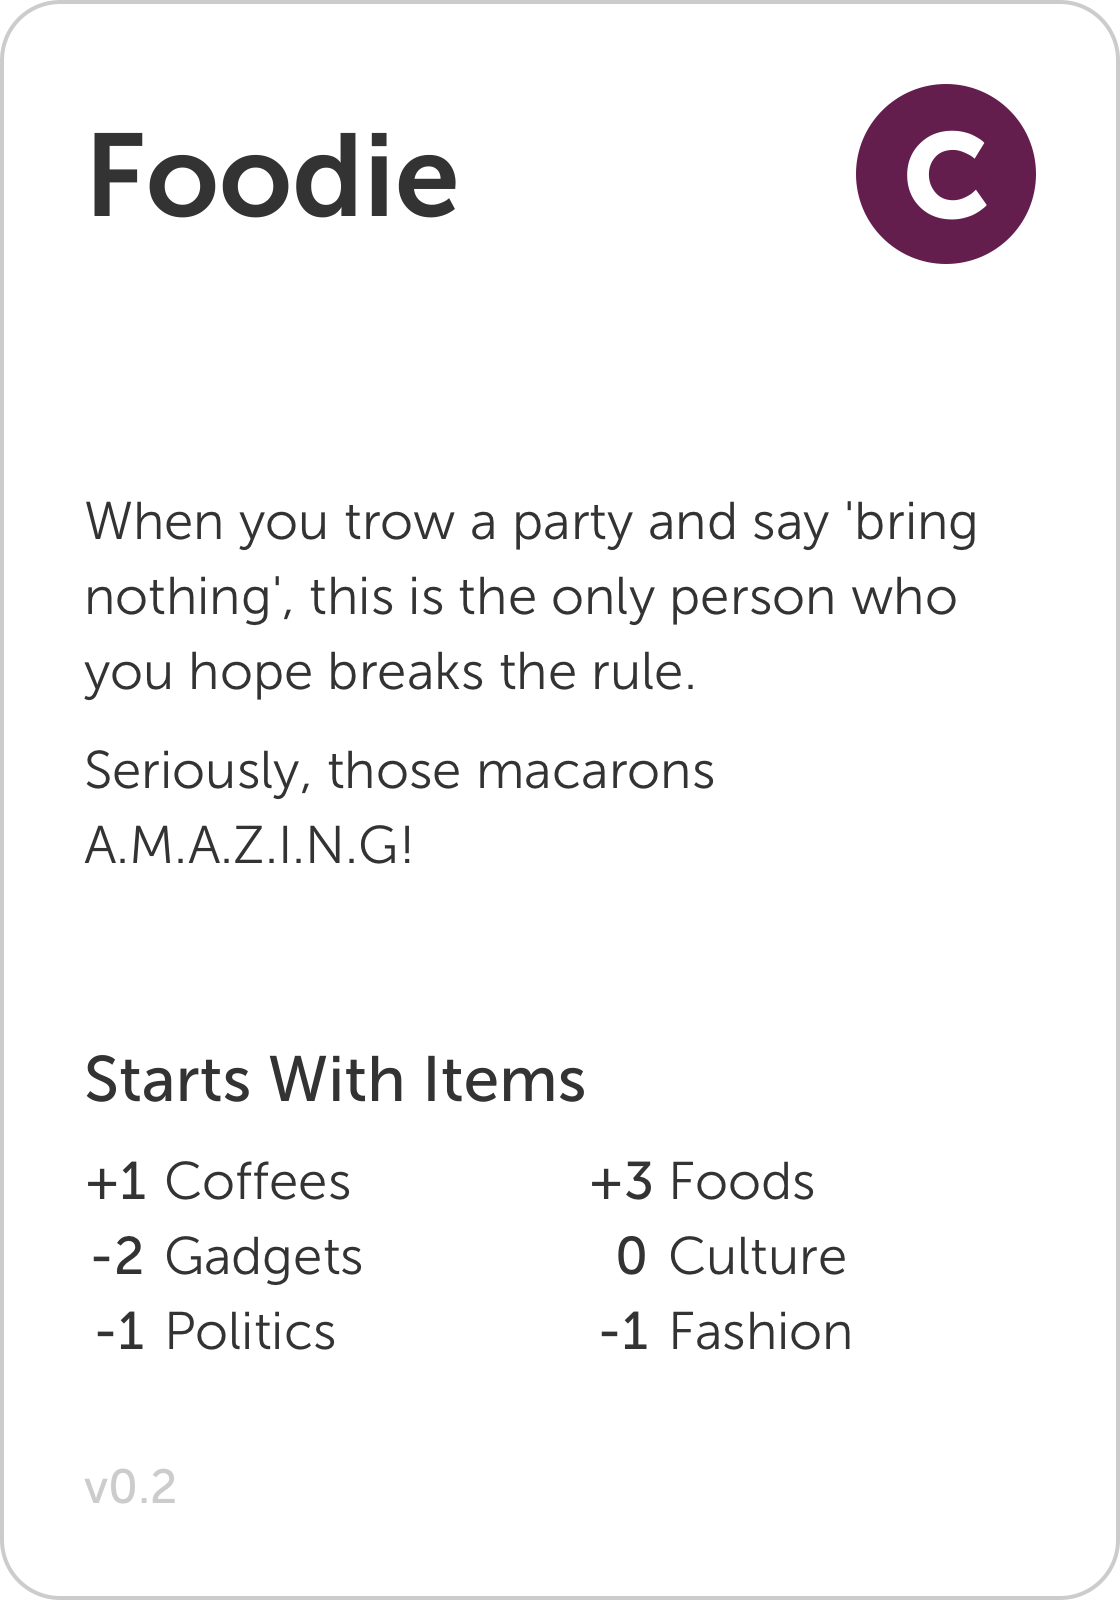 Foodie
C
When you trow a party and say 'bring
nothing', this is the only person who
you hope breaks the rule.
Seriously, those macarons
A.M.A.Z.I.N.G!
Starts With Items
+1 Coffees
+3 Foods
-2 Gadgets
0 Culture
-1 Politics
-1 Fashion
v0.2